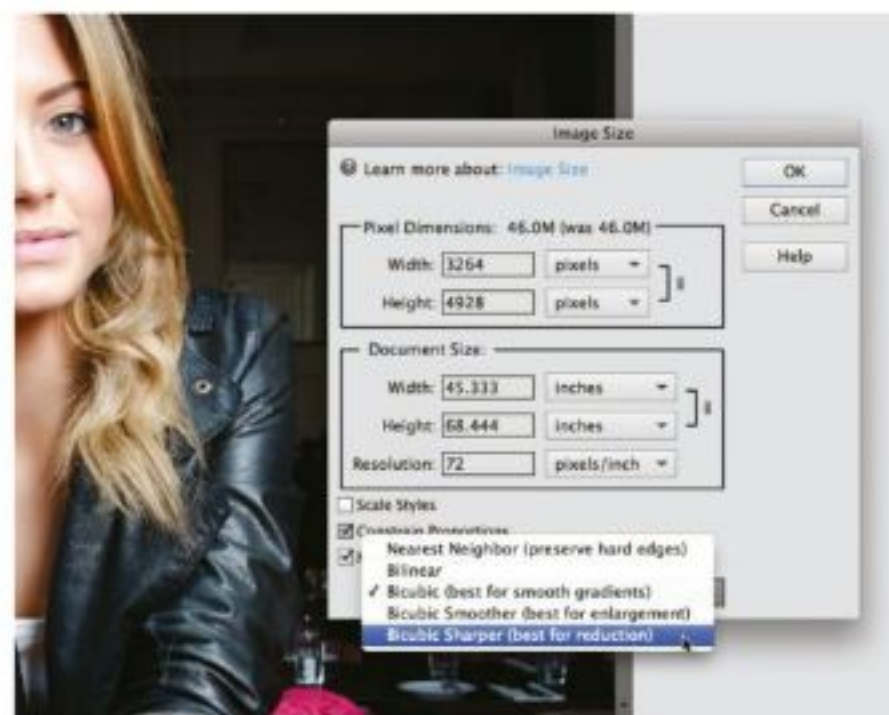 Image Size
Learn more about: Image Size
OK
Cancel
Help
Pixel Dimensions: 46.0M (was 46.0M)
Width: 3264 pixels
Height: 4928 pixels
Document Size:
Width: 45.333 inches
Height: 68.444 inches
Resolution: 72 pixels/inch
Scale Styles
Constrain Proportions
Nearest Neighbor (preserve hard edges)
Bilinear
✓ Bicubic (best for smooth gradients)
Bicubic Smoother (best for enlargement)
Bicubic Sharper (best for reduction)